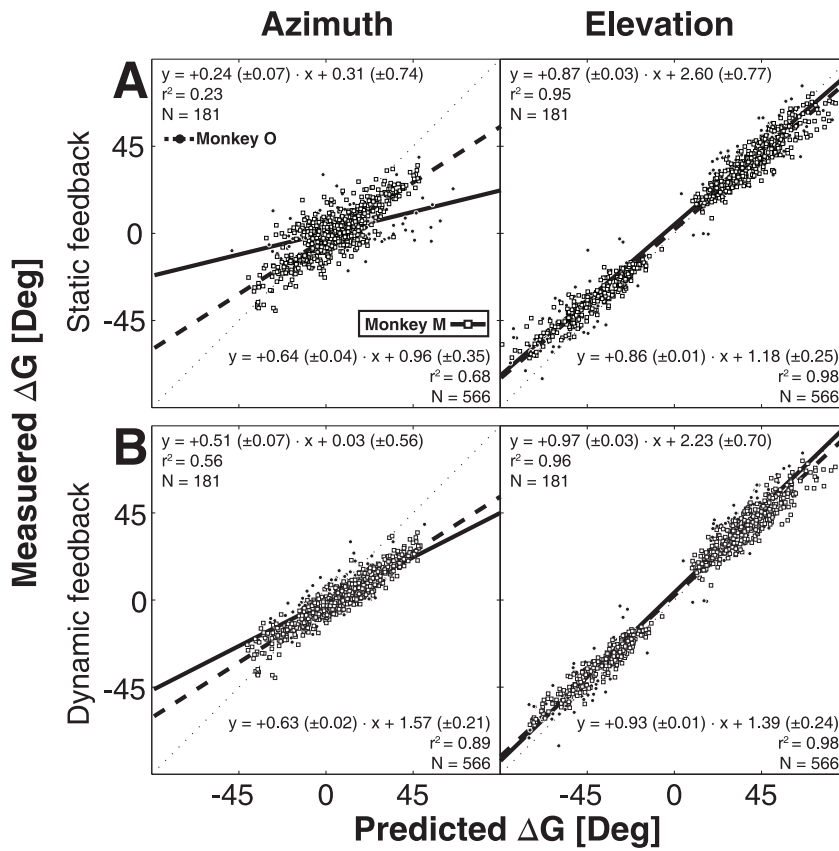 Azimuth
Elevation
A
y = +0.24 (±0.07) · x + 0.31 (±0.74)
r² = 0.23
N = 181
Monkey O
Monkey M
y = +0.64 (±0.04) · x + 0.96 (±0.35)
r² = 0.68
N = 566
y = +0.87 (±0.03) · x + 2.60 (±0.77)
r² = 0.95
N = 181
y = +0.86 (±0.01) · x + 1.18 (±0.25)
r² = 0.98
N = 566
45
0
-45
Static feedback
Measuered ΔG [Deg]
B
y = +0.51 (±0.07) · x + 0.03 (±0.56)
r² = 0.56
N = 181
y = +0.63 (±0.02) · x + 1.57 (±0.21)
r² = 0.89
N = 566
y = +0.97 (±0.03) · x + 2.23 (±0.70)
r² = 0.96
N = 181
y = +0.93 (±0.01) · x + 1.39 (±0.24)
r² = 0.98
N = 566
45
0
-45
Dynamic feedback
-45 0 45 -45 0 45
Predicted ΔG [Deg]